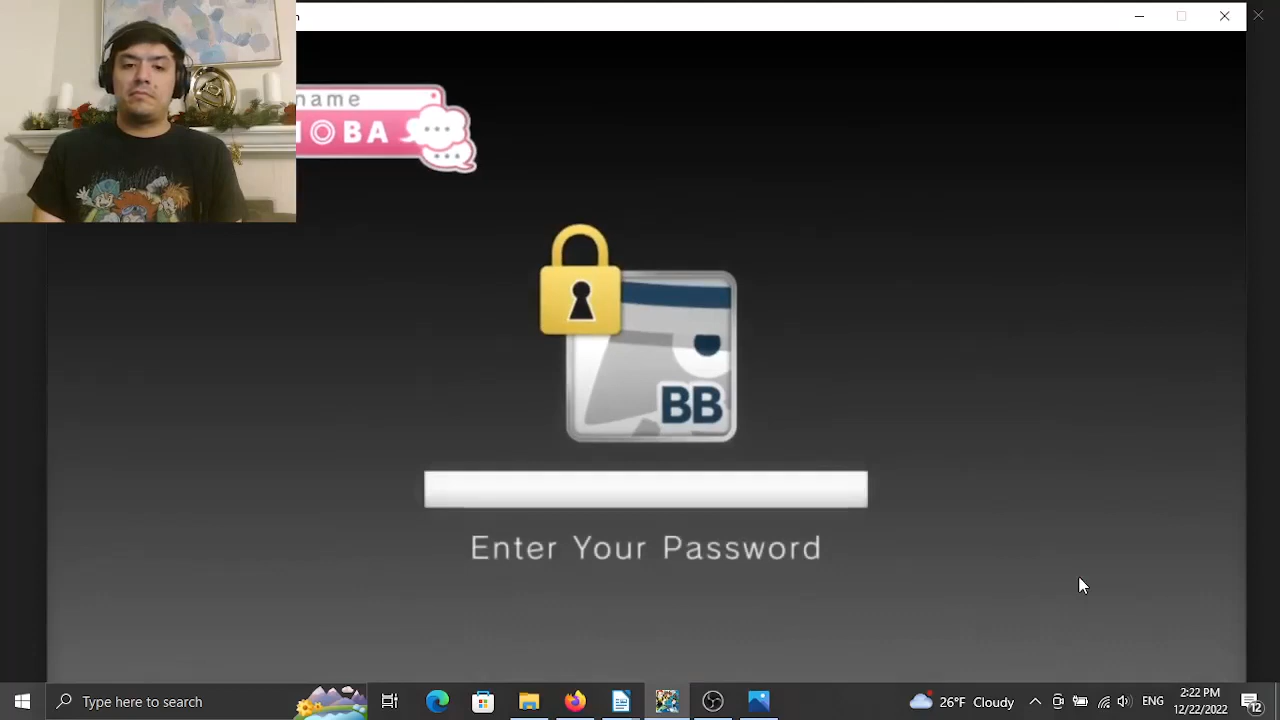 name
OBA
BB
Enter Your Password
Type here to search
26°F Cloudy
ENG
2:22 PM
12/22/2022
12